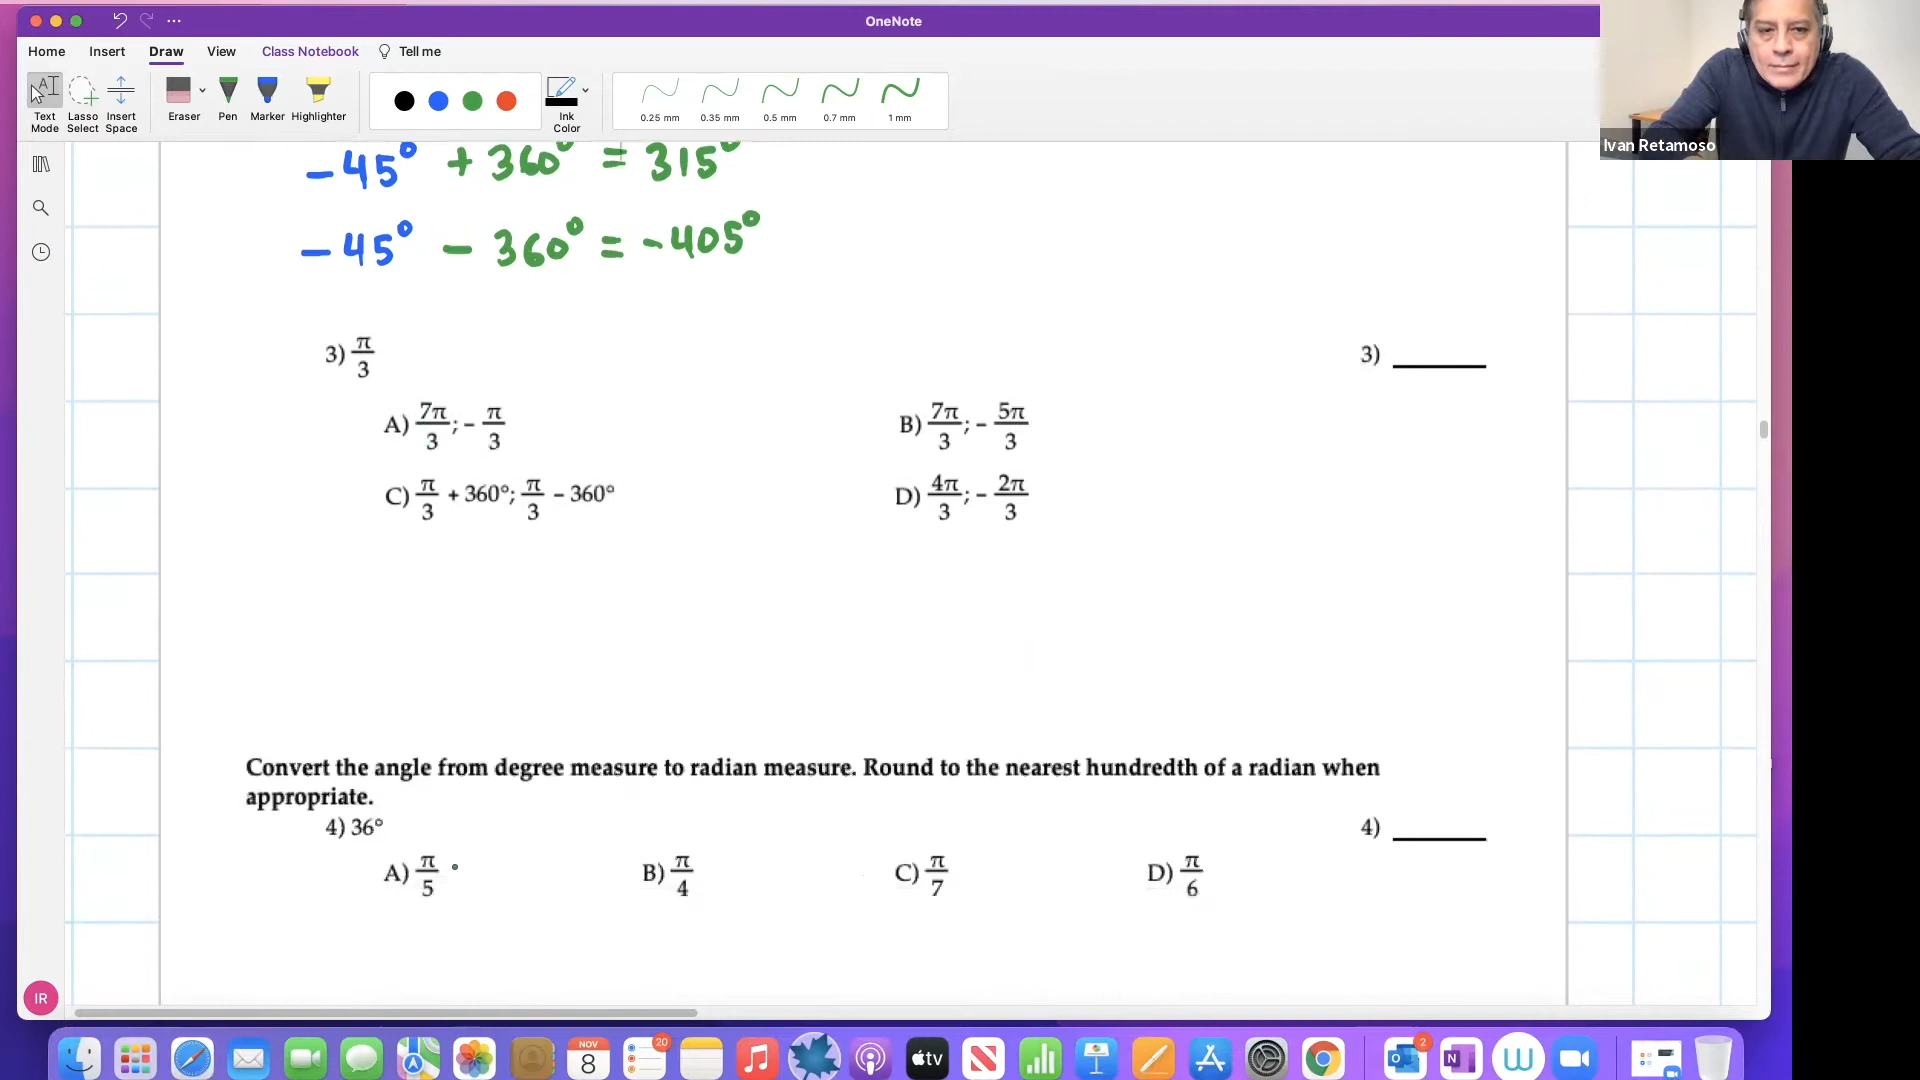 OneNote
Home Insert Draw View Class Notebook Tell me
Text Mode Lasso Select Insert Space Eraser Pen Marker Highlighter Ink Color 0.25 mm 0.35 mm 0.5 mm 0.7 mm 1 mm
Ivan Retamoso
-45° + 360° = 315°
-45° - 360° = -405°
3) π/3 3) ______
A) 7π/3; - π/3 B) 7π/3; - 5π/3
C) π/3 + 360°; π/3 - 360° D) 4π/3; - 2π/3
Convert the angle from degree measure to radian measure. Round to the nearest hundredth of a radian when
appropriate.
4) 36° 4) ______
A) π/5 B) π/4 C) π/7 D) π/6
IR
NOV 8 20 tv 2 N W